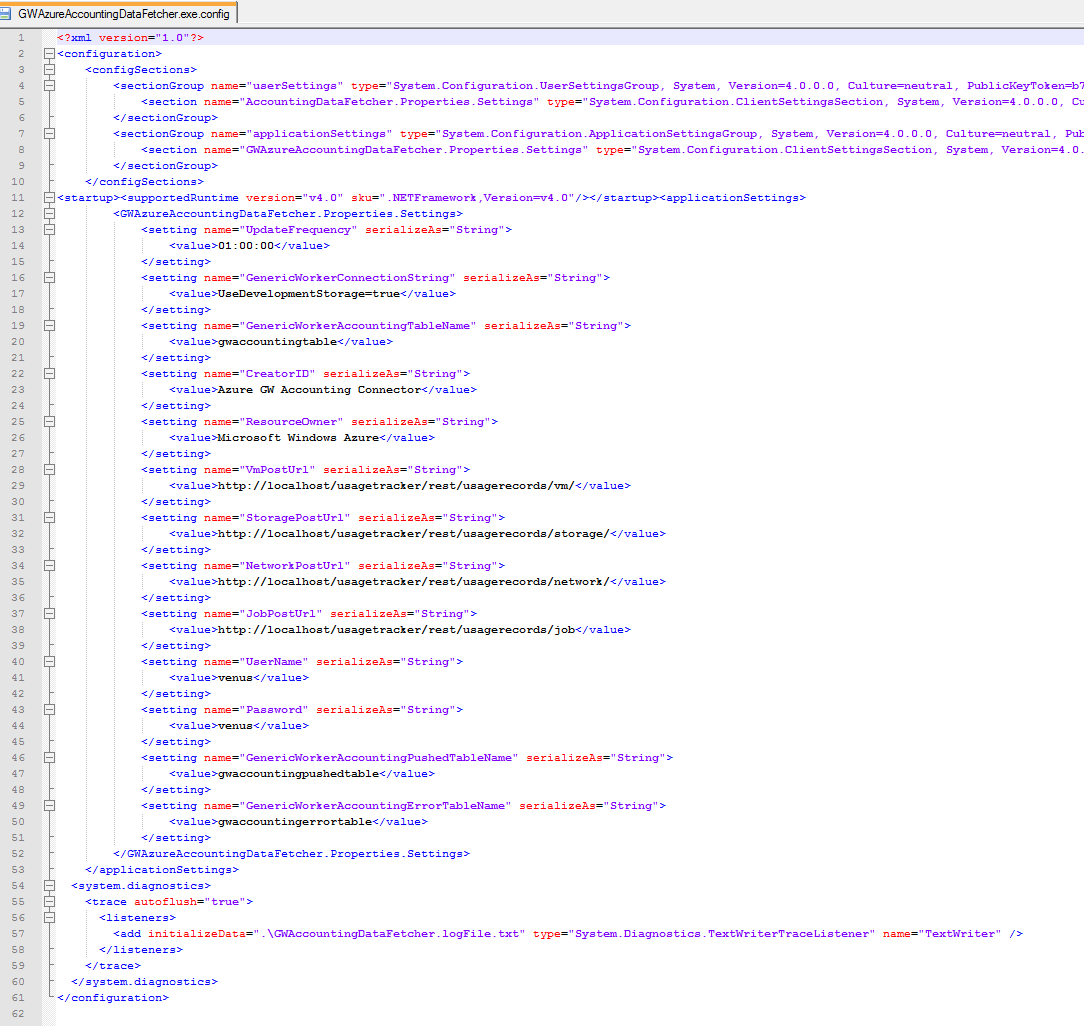 GWAzureAccountingDataFetcher.exe.config
1 <?xml version="1.0"?>
2 <configuration>
3 <configSections>
4 <sectionGroup name="userSettings" type="System.Configuration.UserSettingsGroup, System, Version=4.0.0.0, Culture=neutral, PublicKeyToken=b7
5 <section name="AccountingDataFetcher.Properties.Settings" type="System.Configuration.ClientSettingsSection, System, Version=4.0.0.0, Cu
6 </sectionGroup>
7 <sectionGroup name="applicationSettings" type="System.Configuration.ApplicationSettingsGroup, System, Version=4.0.0.0, Culture=neutral, Pub
8 <section name="GWAzureAccountingDataFetcher.Properties.Settings" type="System.Configuration.ClientSettingsSection, System, Version=4.0.
9 </sectionGroup>
10 </configSections>
11 <startup><supportedRuntime version="v4.0" sku=".NETFramework,Version=v4.0"/></startup><applicationSettings>
12 <GWAzureAccountingDataFetcher.Properties.Settings>
13 <setting name="UpdateFrequency" serializeAs="String">
14 <value>01:00:00</value>
15 </setting>
16 <setting name="GenericWorkerConnectionString" serializeAs="String">
17 <value>UseDevelopmentStorage=true</value>
18 </setting>
19 <setting name="GenericWorkerAccountingTableName" serializeAs="String">
20 <value>gwaccountingtable</value>
21 </setting>
22 <setting name="CreatorID" serializeAs="String">
23 <value>Azure GW Accounting Connector</value>
24 </setting>
25 <setting name="ResourceOwner" serializeAs="String">
26 <value>Microsoft Windows Azure</value>
27 </setting>
28 <setting name="VmPostUrl" serializeAs="String">
29 <value>http://localhost/usagetracker/rest/usagerecords/vm/</value>
30 </setting>
31 <setting name="StoragePostUrl" serializeAs="String">
32 <value>http://localhost/usagetracker/rest/usagerecords/storage/</value>
33 </setting>
34 <setting name="NetworkPostUrl" serializeAs="String">
35 <value>http://localhost/usagetracker/rest/usagerecords/network/</value>
36 </setting>
37 <setting name="JobPostUrl" serializeAs="String">
38 <value>http://localhost/usagetracker/rest/usagerecords/job</value>
39 </setting>
40 <setting name="UserName" serializeAs="String">
41 <value>venus</value>
42 </setting>
43 <setting name="Password" serializeAs="String">
44 <value>venus</value>
45 </setting>
46 <setting name="GenericWorkerAccountingPushedTableName" serializeAs="String">
47 <value>gwaccountingpushedtable</value>
48 </setting>
49 <setting name="GenericWorkerAccountingErrorTableName" serializeAs="String">
50 <value>gwaccountingerrortable</value>
51 </setting>
52 </GWAzureAccountingDataFetcher.Properties.Settings>
53 </applicationSettings>
54 <system.diagnostics>
55 <trace autoflush="true">
56 <listeners>
57 <add initializeData=".\GWAccountingDataFetcher.logFile.txt" type="System.Diagnostics.TextWriterTraceListener" name="TextWriter" />
58 </listeners>
59 </trace>
60 </system.diagnostics>
61 </configuration>
62